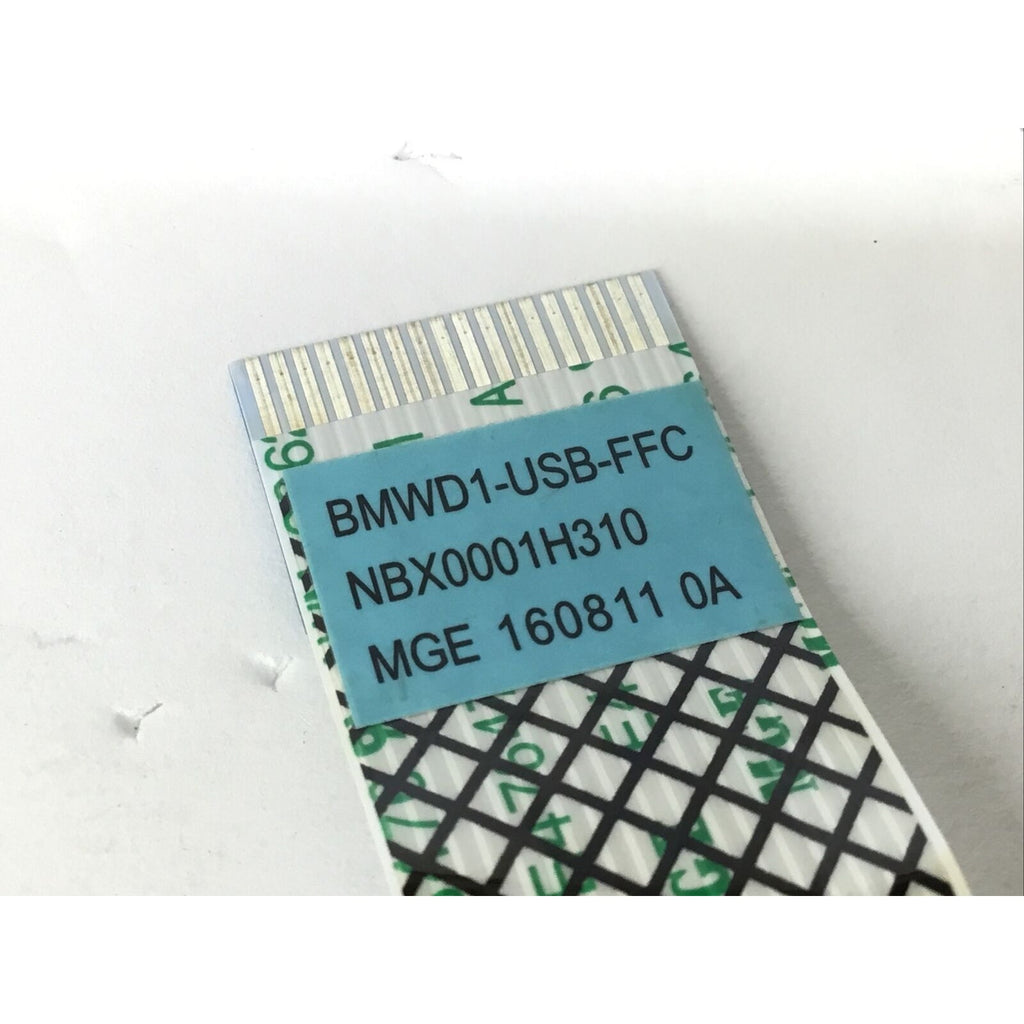 BMWD1-USB-FFC
NBX0001H310
MGE 160811 0A